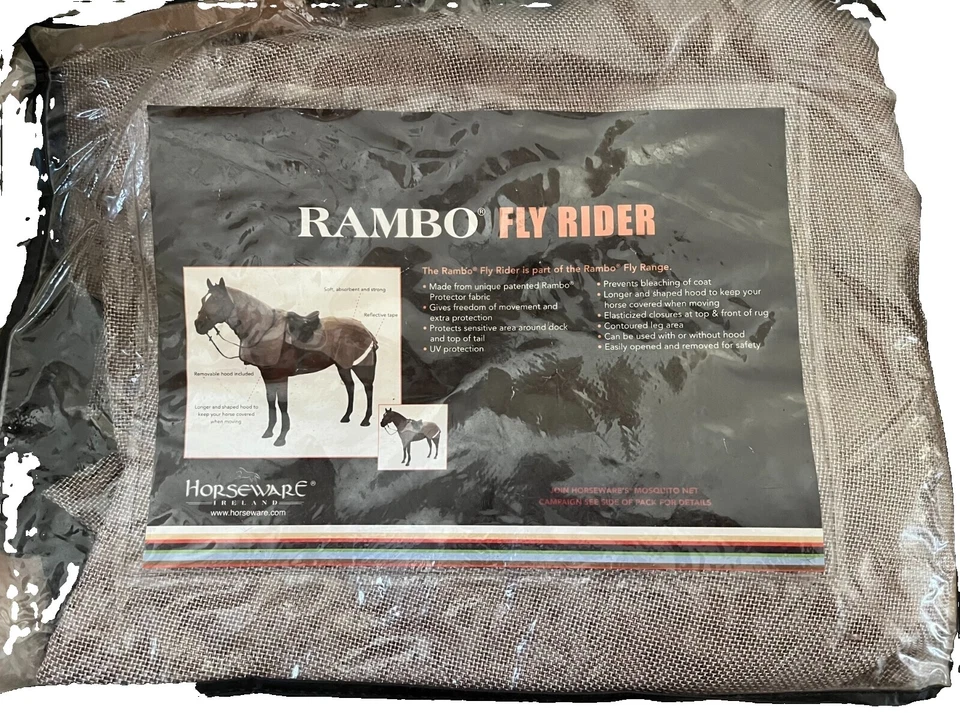 RAMBO® FLY RIDER
The Rambo® Fly Rider is part of the Rambo® Fly Range.
• Made from unique patented Rambo®
Protector fabric
• Gives freedom of movement and
extra protection
• Protects sensitive area around dock
and top of tail
• UV protection
• Prevents bleaching of coat
• Longer and shaped hood to keep your
horse covered when moving
• Elasticized closures at top & front of rug
• Contoured leg area
• Can be used with or without hood
• Easily opened and removed for safety
Soft, absorbent and strong
Reflective tape
Removable hood included
Longer and shaped hood to
keep your horse covered
when moving
HORSEWARE®
IRELAND
www.horseware.com
JOIN HORSEWARE'S MOSQUITO NET
CAMPAIGN SEE SIDE OF PACK FOR DETAILS